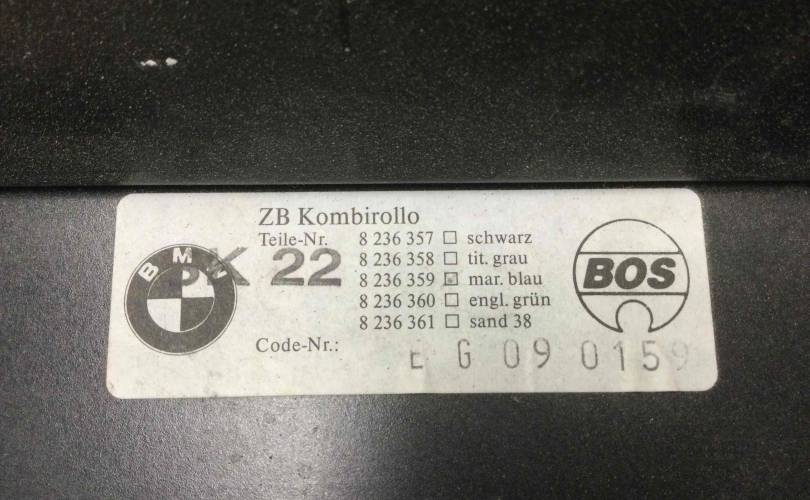 ZB Kombirollo
Teile-Nr. 8 236 357 □ schwarz
8 236 358 □ tit. grau
8 236 359 □ mar. blau
8 236 360 □ engl. grün
8 236 361 □ sand 38
BMW
K 22
BOS
Code-Nr.: E G 09 0159